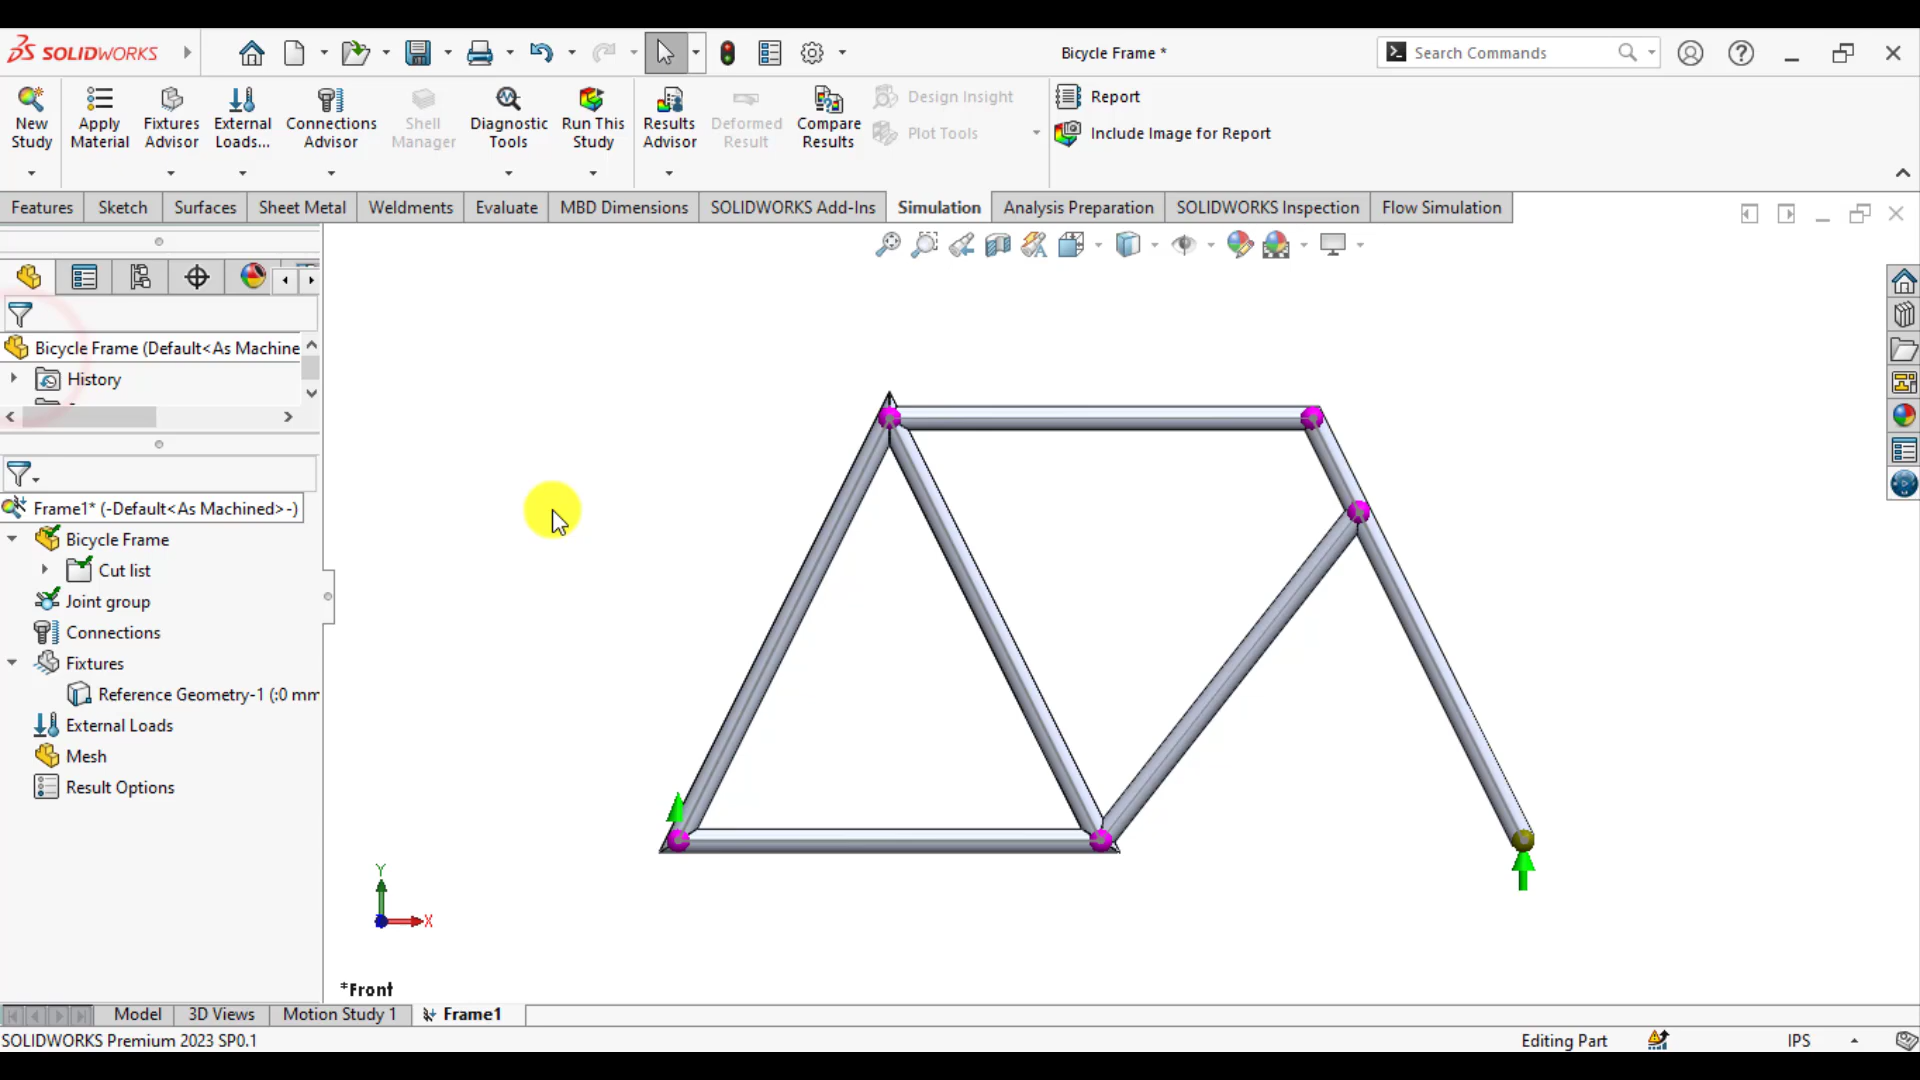 SOLIDWORKS
Bicycle Frame *
Search Commands
New Study
Apply Material
Fixtures Advisor
External Loads...
Connections Advisor
Shell Manager
Diagnostic Tools
Run This Study
Results Advisor
Deformed Result
Compare Results
Design Insight
Plot Tools
Report
Include Image for Report
Features
Sketch
Surfaces
Sheet Metal
Weldments
Evaluate
MBD Dimensions
SOLIDWORKS Add-Ins
Simulation
Analysis Preparation
SOLIDWORKS Inspection
Flow Simulation
Bicycle Frame (Default<As Machine
History
Frame1* (-Default<As Machined>-)
Bicycle Frame
Cut list
Joint group
Connections
Fixtures
Reference Geometry-1 (:0 mm
External Loads
Mesh
Result Options
Y
X
*Front
Model
3D Views
Motion Study 1
Frame1
SOLIDWORKS Premium 2023 SP0.1
Editing Part
IPS